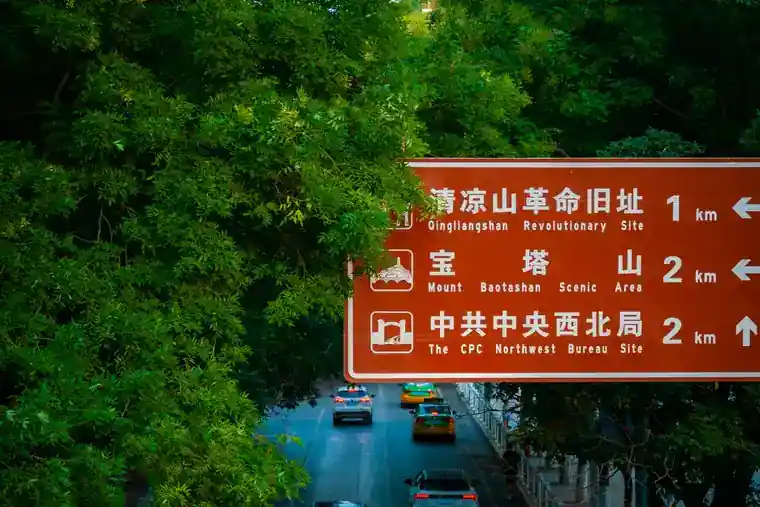 清凉山革命旧址 1 km
Qingliangshan Revolutionary Site
宝塔山 2 km
Mount Baotashan Scenic Area
中共中央西北局 2 km
The CPC Northwest Bureau Site